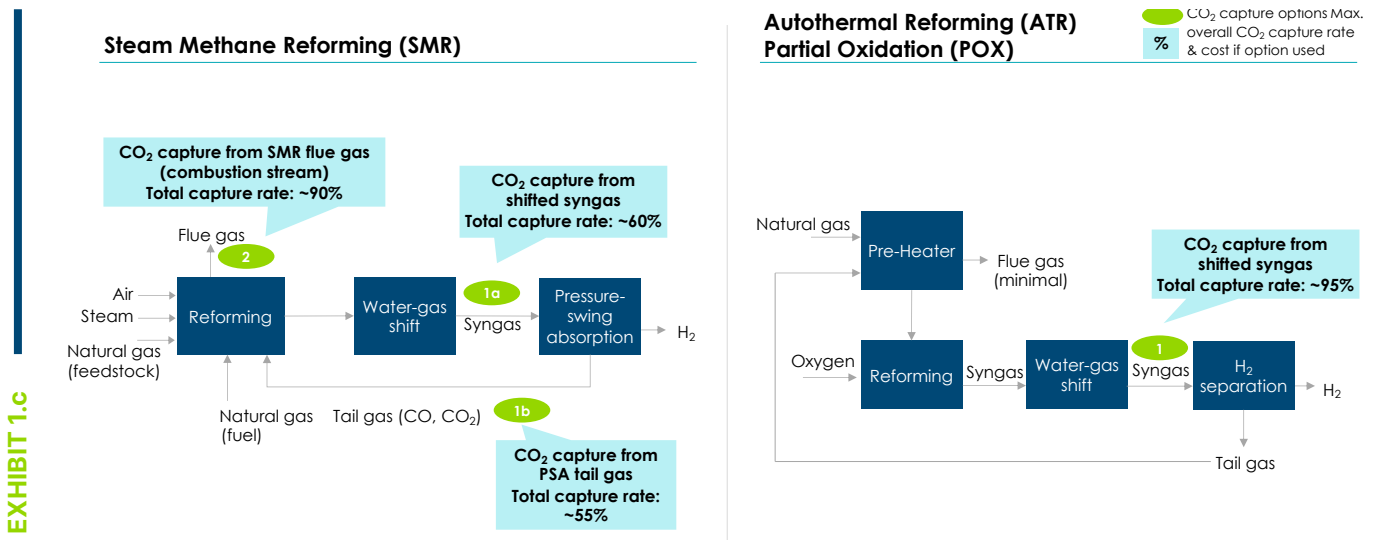 EXHIBIT 1.c
Steam Methane Reforming (SMR)
CO₂ capture from SMR flue gas
(combustion stream)
Total capture rate: ~90%
CO₂ capture from
shifted syngas
Total capture rate: ~60%
Flue gas
2
Air
Steam
Natural gas
(feedstock)
Reforming
Water-gas
shift
1a
Syngas
Pressure-
swing
absorption
H₂
Natural gas
(fuel)
Tail gas (CO, CO₂)
1b
CO₂ capture from
PSA tail gas
Total capture rate:
~55%
Autothermal Reforming (ATR)
Partial Oxidation (POX)
CO₂ capture options Max.
%
overall CO₂ capture rate
& cost if option used
Natural gas
Pre-Heater
Flue gas
(minimal)
CO₂ capture from
shifted syngas
Total capture rate: ~95%
Oxygen
Reforming
Syngas
Water-gas
shift
1
Syngas
H₂
separation
H₂
Tail gas